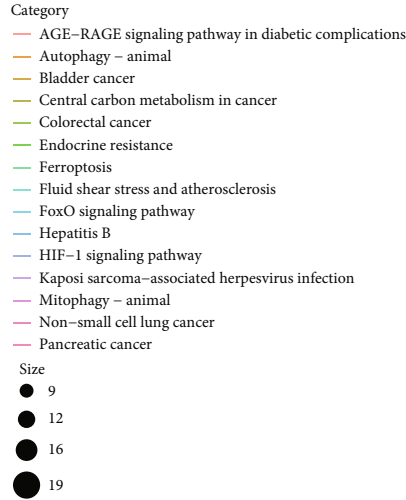 Category
AGE−RAGE signaling pathway in diabetic complications
Autophagy − animal
Bladder cancer
Central carbon metabolism in cancer
Colorectal cancer
Endocrine resistance
Ferroptosis
Fluid shear stress and atherosclerosis
FoxO signaling pathway
Hepatitis B
HIF−1 signaling pathway
Kaposi sarcoma−associated herpesvirus infection
Mitophagy − animal
Non−small cell lung cancer
Pancreatic cancer
Size
9
12
16
19